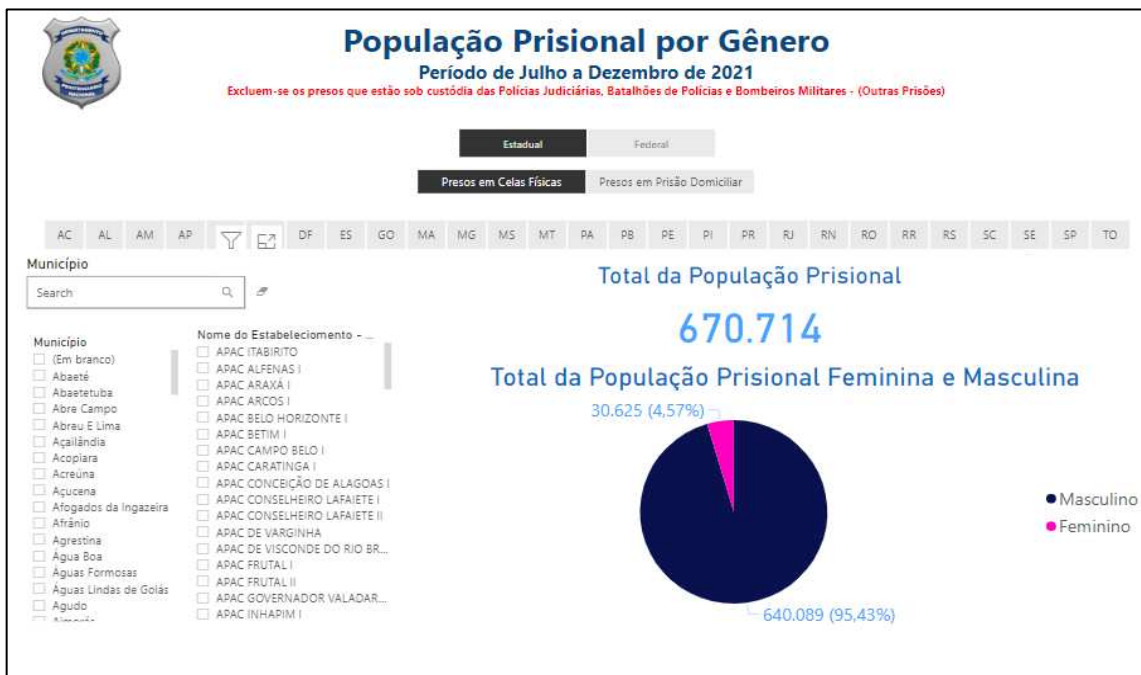 DEPARTAMENTO
PENITENCIÁRIO
NACIONAL
População Prisional por Gênero
Período de Julho a Dezembro de 2021
Excluem-se os presos que estão sob custódia das Polícias Judiciárias, Batalhões de Polícias e Bombeiros Militares - (Outras Prisões)
Estadual Federal
Presos em Celas Físicas Presos em Prisão Domiciliar
AC AL AM AP DF ES GO MA MG MS MT PA PB PE PI PR RJ RN RO RR RS SC SE SP TO
Município
Search
Município
(Em branco)
Abaeté
Abaetetuba
Abre Campo
Abreu E Lima
Açailândia
Acopiara
Acreúna
Açucena
Afogados da Ingazeira
Afrânio
Agrestina
Água Boa
Águas Formosas
Águas Lindas de Goiás
Agudo
Aimorés
Nome do Estabeleciomento - ...
APAC ITABIRITO
APAC ALFENAS I
APAC ARAXÁ I
APAC ARCOS I
APAC BELO HORIZONTE I
APAC BETIM I
APAC CAMPO BELO I
APAC CARATINGA I
APAC CONCEIÇÃO DE ALAGOAS I
APAC CONSELHEIRO LAFAIETE I
APAC CONSELHEIRO LAFAIETE II
APAC DE VARGINHA
APAC DE VISCONDE DO RIO BR...
APAC FRUTAL I
APAC FRUTAL II
APAC GOVERNADOR VALADAR...
APAC INHAPIM I
Total da População Prisional
670.714
Total da População Prisional Feminina e Masculina
30.625 (4,57%)
640.089 (95,43%)
Masculino
Feminino